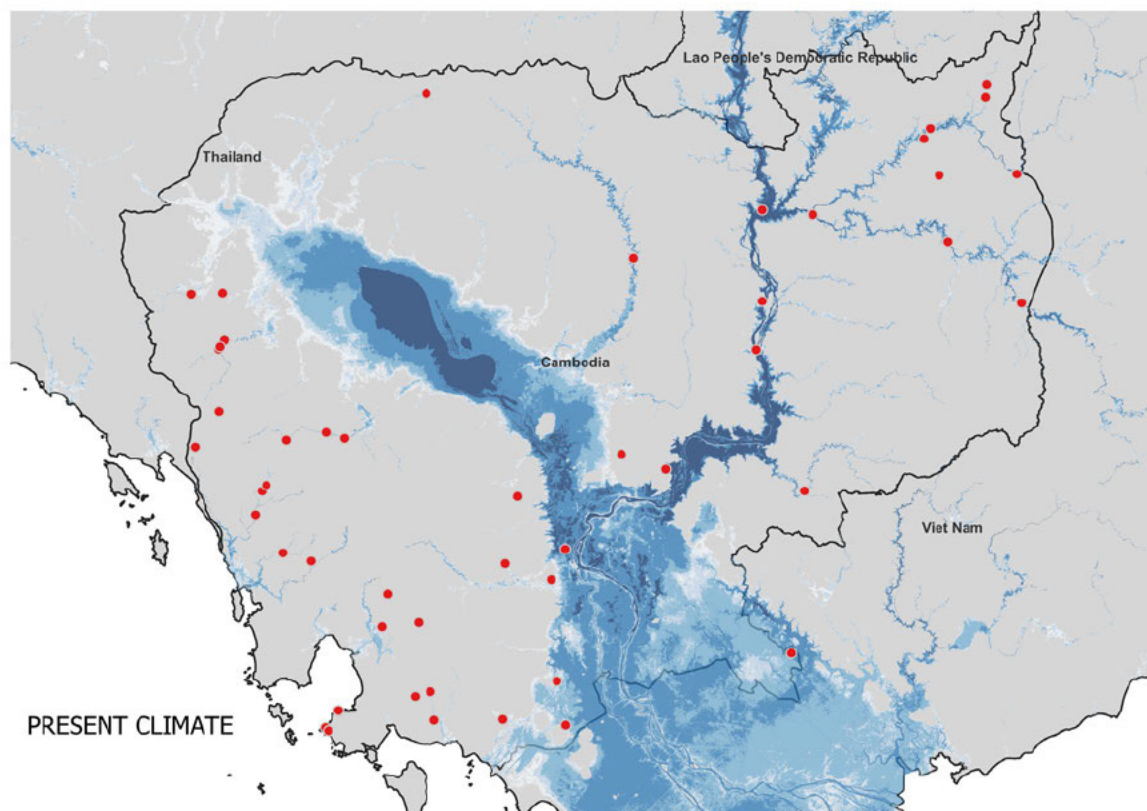 Lao People's Democratic Republic
Thailand
Cambodia
Viet Nam
PRESENT CLIMATE